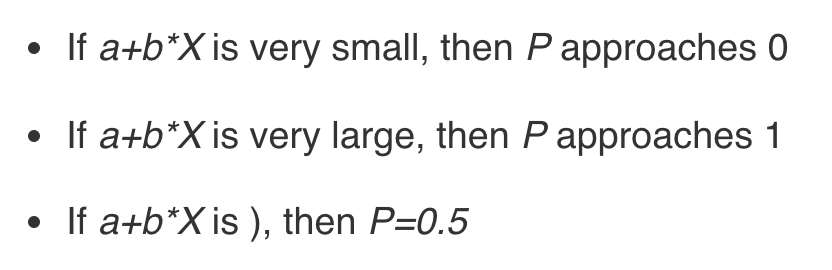 • If a+b*X is very small, then P approaches 0
• If a+b*X is very large, then P approaches 1
• If a+b*X is ), then P=0.5